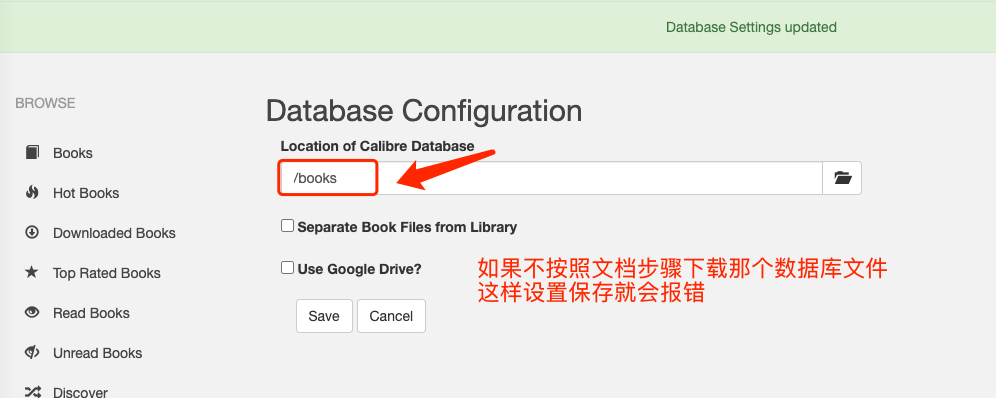 Database Settings updated
BROWSE
Books
Hot Books
Downloaded Books
Top Rated Books
Read Books
Unread Books
Discover
Database Configuration
Location of Calibre Database
/books
Separate Book Files from Library
Use Google Drive?
如果不按照文档步骤下载那个数据库文件
这样设置保存就会报错
Save
Cancel